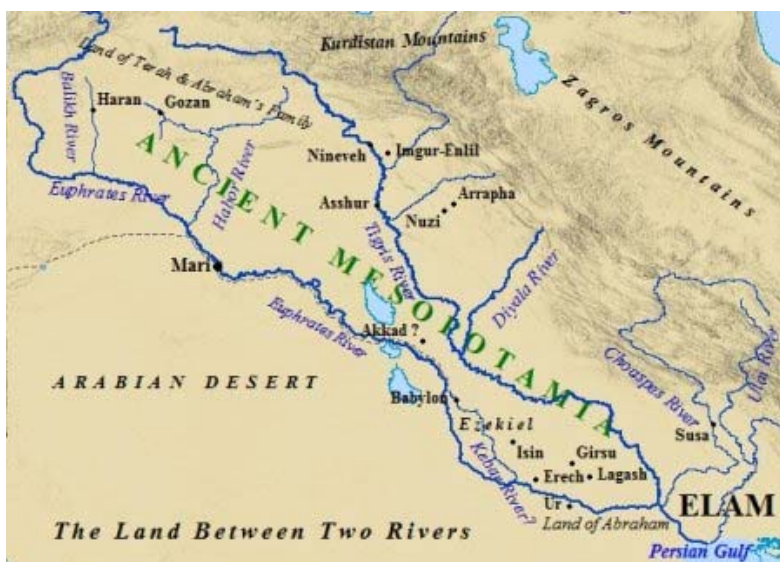 Kurdistan Mountains
Land of Terah & Abraham's Family
Zagros Mountains
Balikh River
Haran
Gozan
ANCIENT MESOPOTAMIA
Nineveh
Imgur-Enlil
Habor River
Euphrates River
Asshur
Arrapha
Nuzi
Tigris River
Mari
Diyala River
Euphrates River
Akkad ?
Choaspes River
Ulai River
ARABIAN DESERT
Babylon
Ezekiel
Susa
Isin
Girsu
Kebar River?
Erech
Lagash
Ur
ELAM
Land of Abraham
The Land Between Two Rivers
Persian Gulf